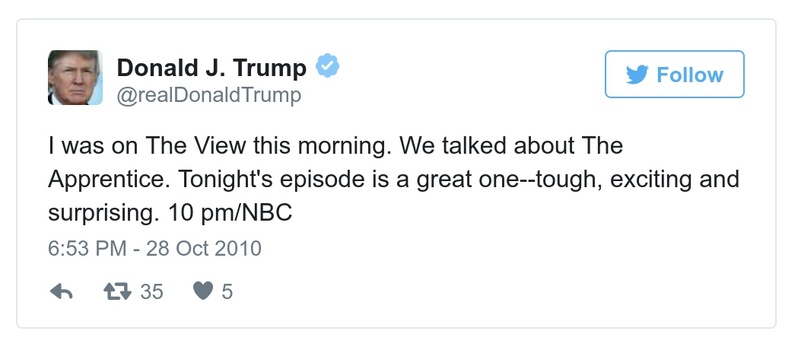 Donald J. Trump
@realDonaldTrump
Follow
I was on The View this morning. We talked about The
Apprentice. Tonight's episode is a great one--tough, exciting and
surprising. 10 pm/NBC
6:53 PM - 28 Oct 2010
35 5